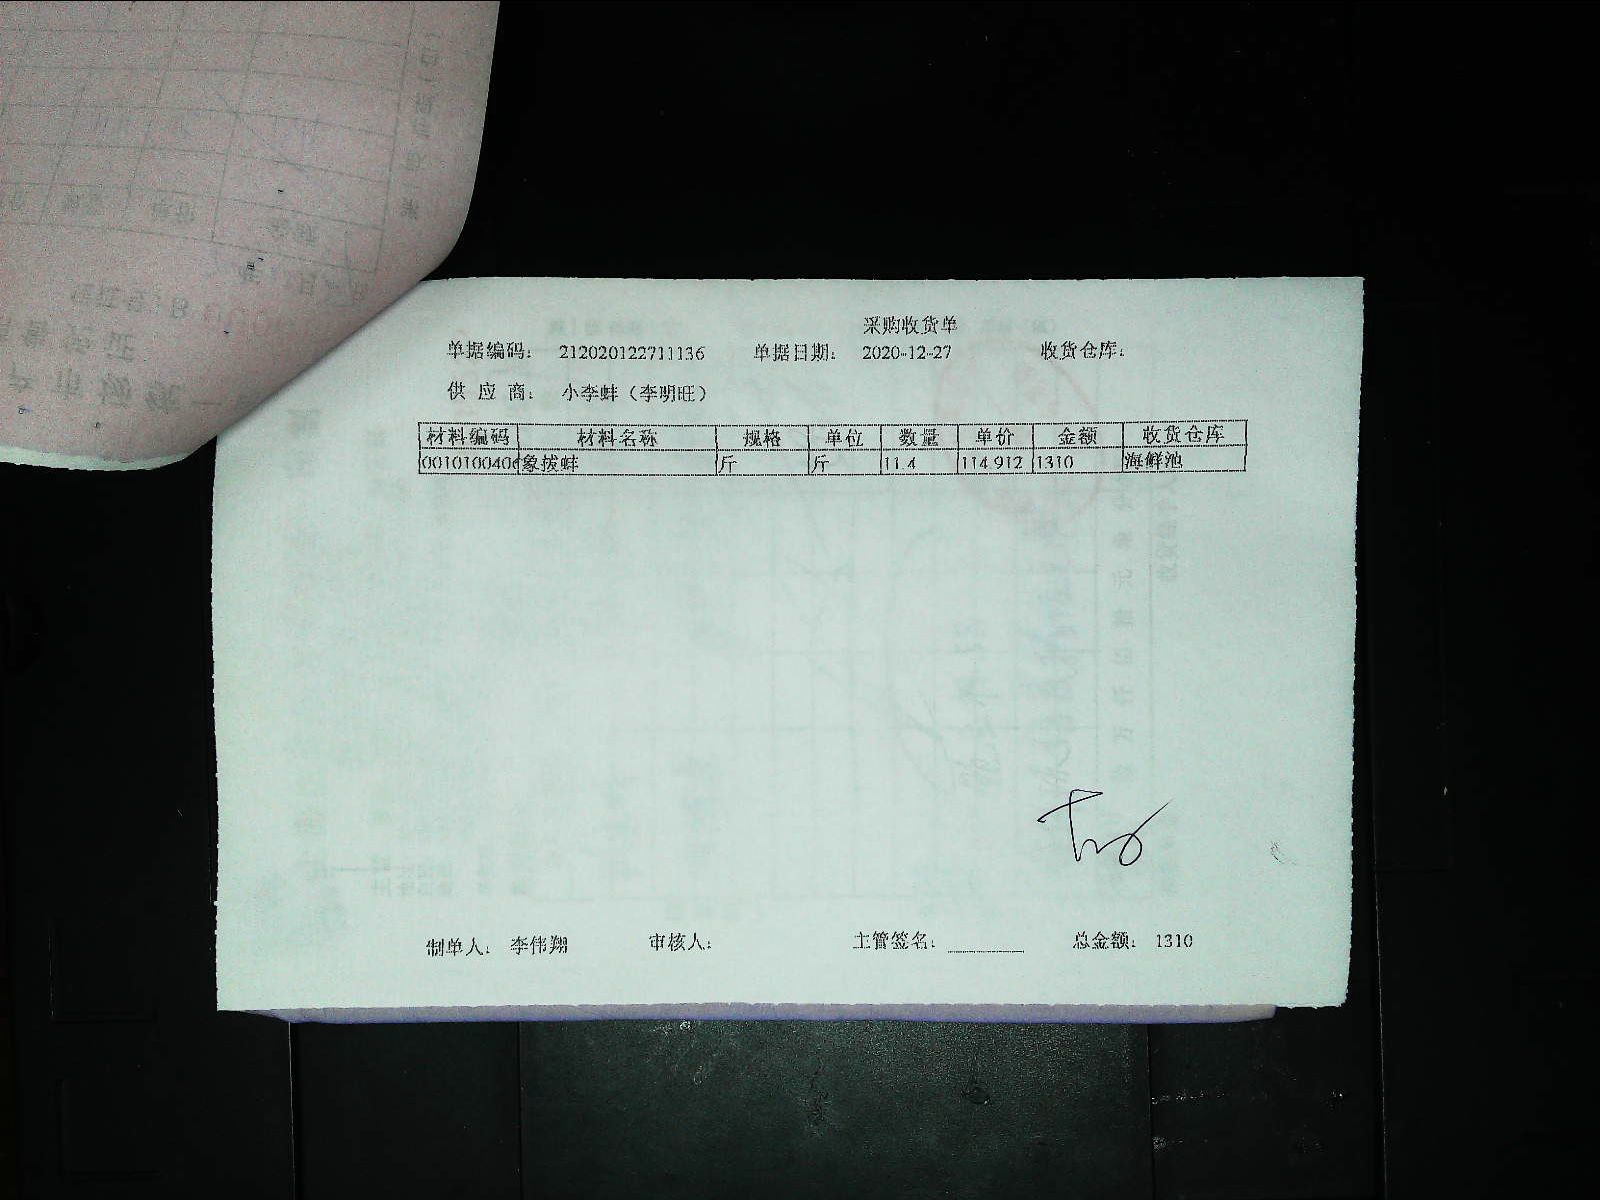 采购收货单
单据编码： 212020122711136 单据日期： 2020-12-27 收货仓库：
供 应 商： 小李蚌（李明旺）
材料编码 材料名称 规格 单位 数量 单价 金额 收货仓库
0010100406 象拔蚌 斤 斤 11.4 114.912 1310 海鲜池
制单人： 李伟翔 审核人： 主管签名： 总金额： 1310